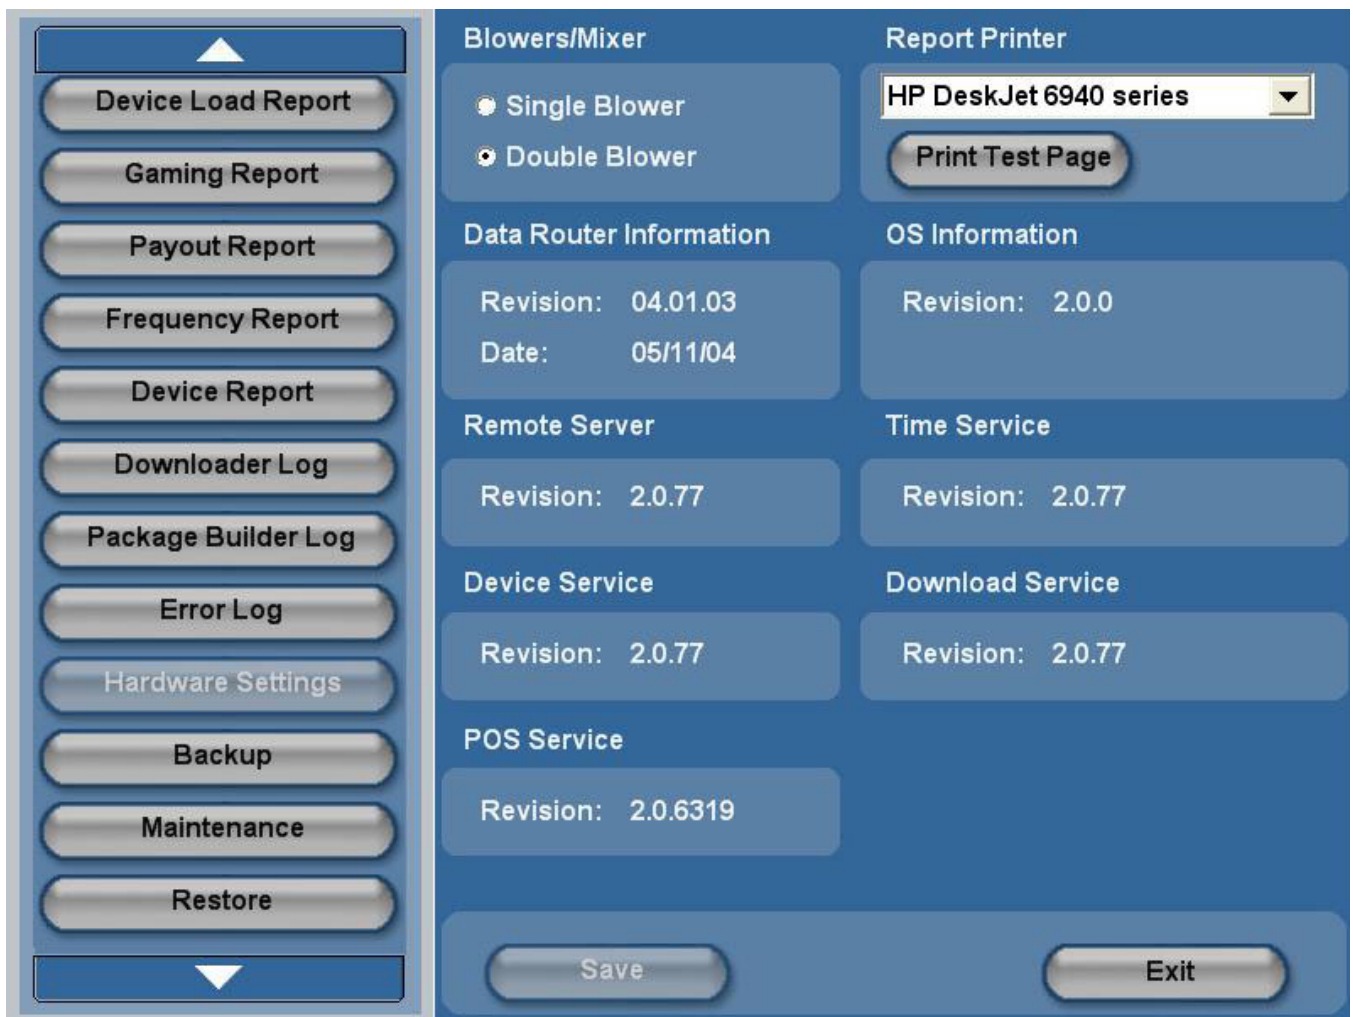 Device Load Report
Gaming Report
Payout Report
Frequency Report
Device Report
Downloader Log
Package Builder Log
Error Log
Hardware Settings
Backup
Maintenance
Restore
Blowers/Mixer
Single Blower
Double Blower
Report Printer
HP DeskJet 6940 series
Print Test Page
Data Router Information
Revision: 04.01.03
Date: 05/11/04
OS Information
Revision: 2.0.0
Remote Server
Revision: 2.0.77
Time Service
Revision: 2.0.77
Device Service
Revision: 2.0.77
Download Service
Revision: 2.0.77
POS Service
Revision: 2.0.6319
Save
Exit